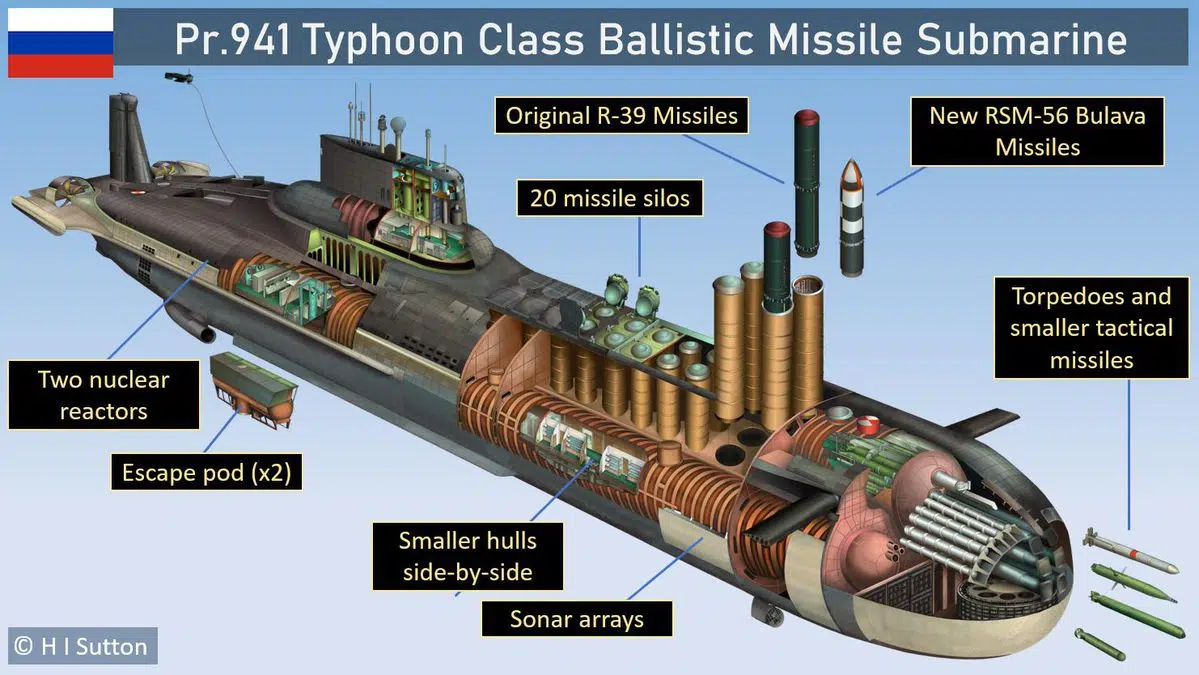 Pr.941 Typhoon Class Ballistic Missile Submarine
Original R-39 Missiles
New RSM-56 Bulava
Missiles
20 missile silos
Torpedoes and
smaller tactical
missiles
Two nuclear
reactors
Escape pod (x2)
Smaller hulls
side-by-side
Sonar arrays
© H I Sutton